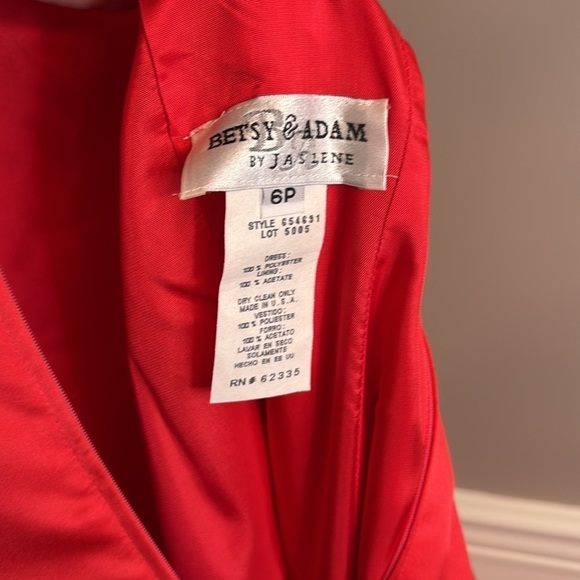 BETSY & ADAM
BY JASLENE
6P
STYLE 654691
LOT 5005
DRESS:
100 % POLYESTER
LINING:
100 % ACETATE
DRY CLEAN ONLY
MADE IN U.S.A.
VESTIDO:
100 % POLIESTER
FORRO:
100 % ACETATO
LAVAR EN SECO
SOLAMENTE
HECHO EN EE UU
RN# 62335